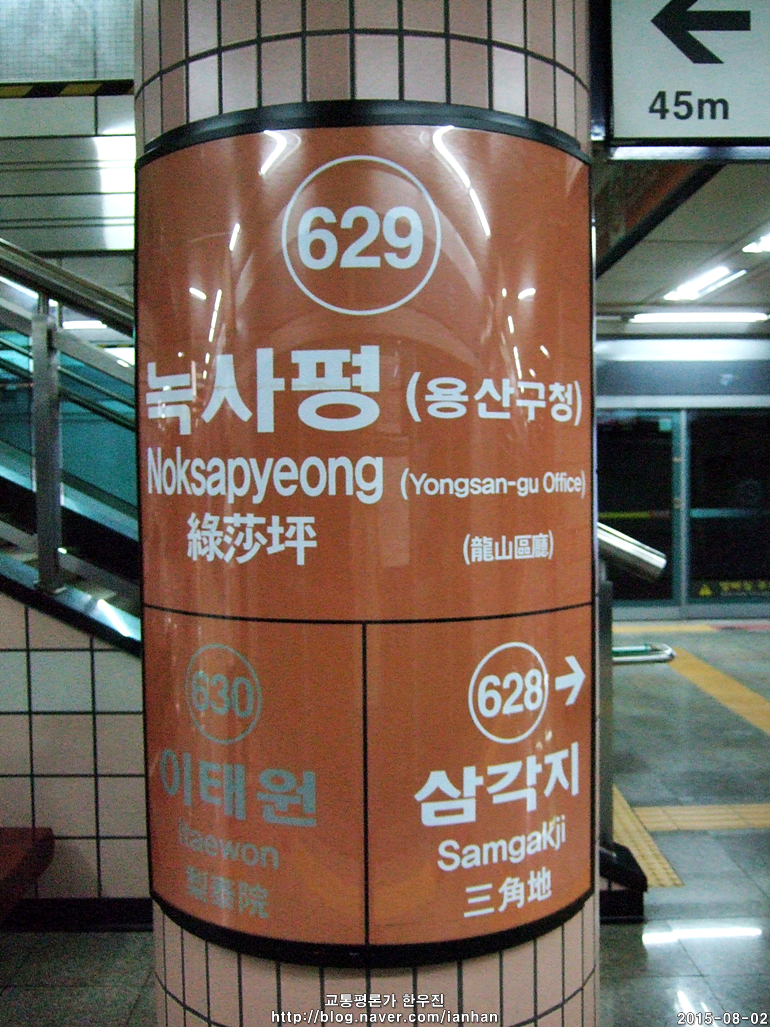 45m
629
녹사평 (용산구청)
Noksapyeong (Yongsan-gu Office)
綠莎坪 (龍山區廳)
630
이태원
Itaewon
梨泰院
628 →
삼각지
Samgakji
三角地
교통평론가 한우진
http://blog.naver.com/ianhan
2015-08-02